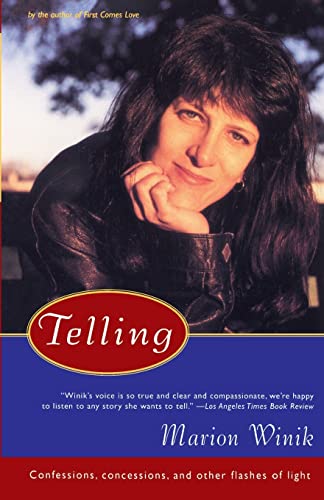 by the author of First Comes Love
Telling
"Winik's voice is so true and clear and compassionate, we're happy
to listen to any story she wants to tell." —Los Angeles Times Book Review
Marion Winik
Confessions, concessions, and other flashes of light